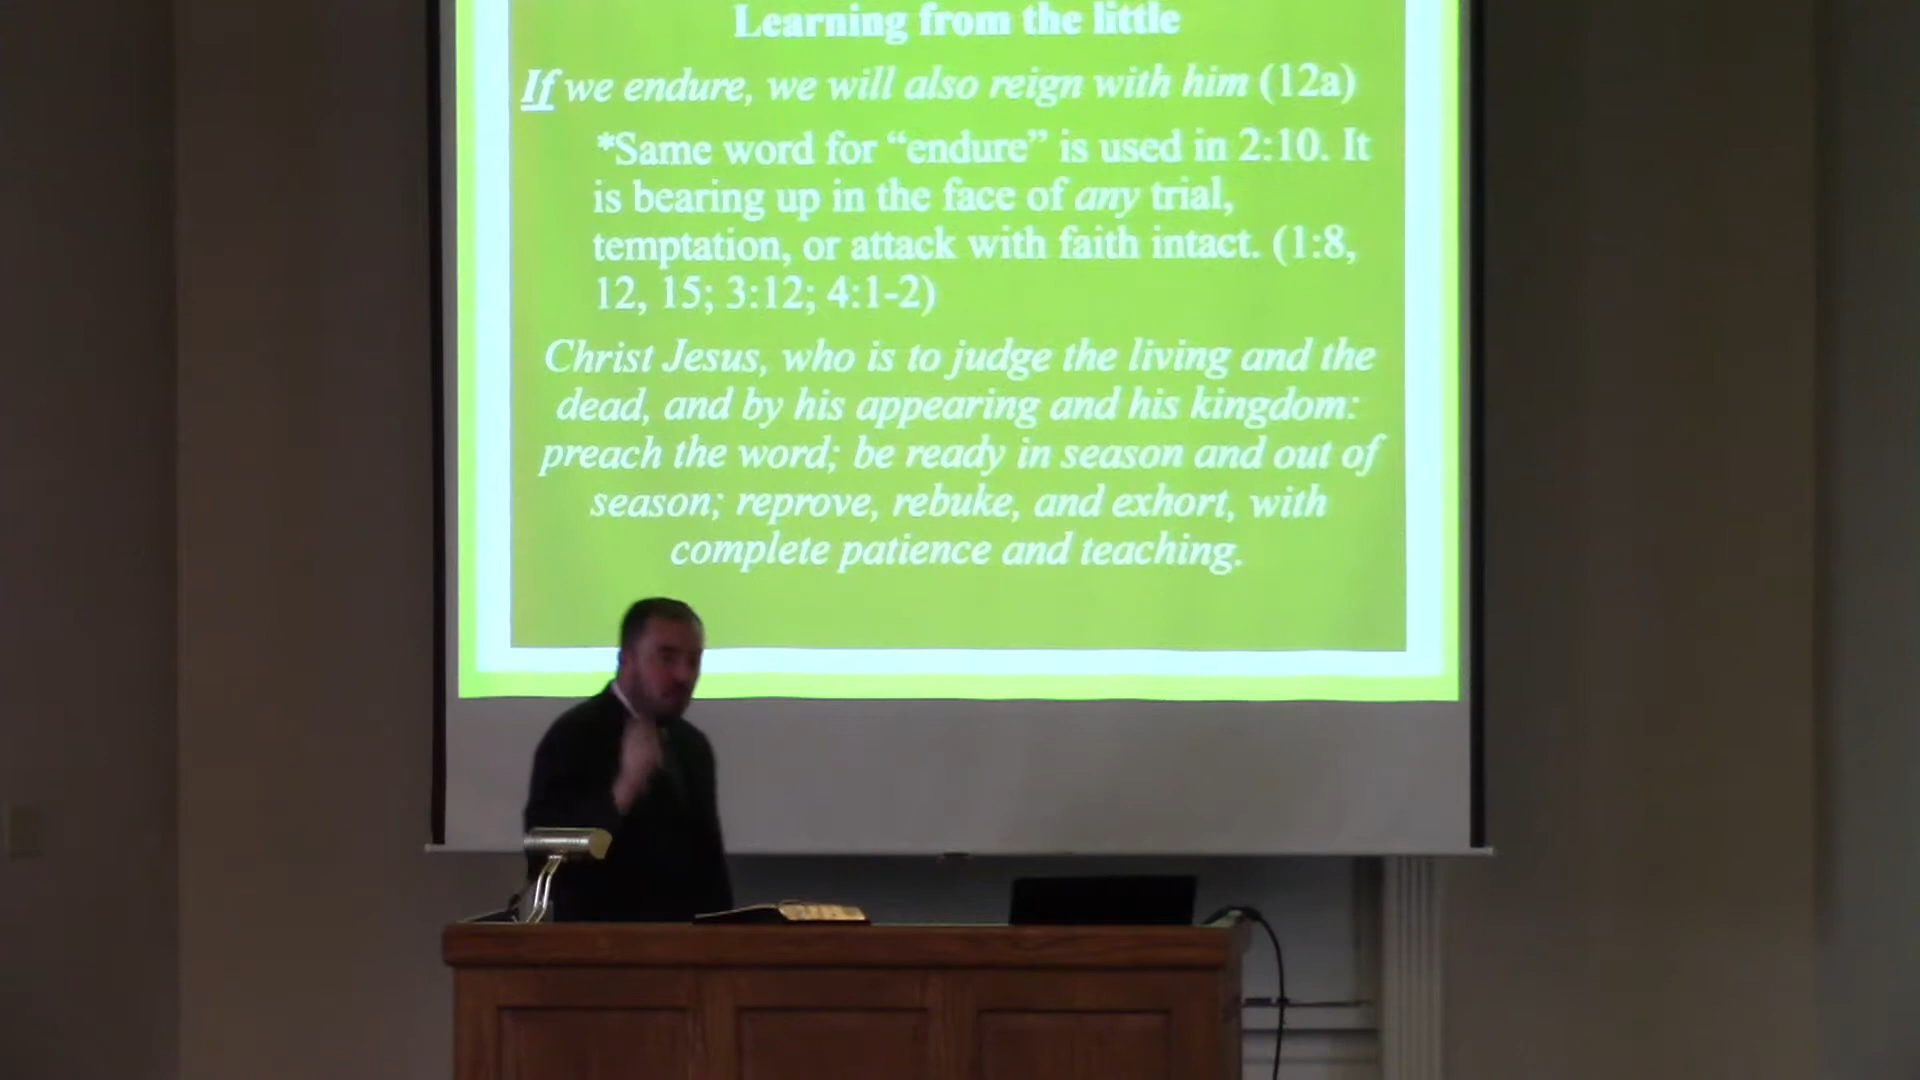 Learning from the little
If we endure, we will also reign with him (12a)
*Same word for “endure” is used in 2:10. It
is bearing up in the face of any trial,
temptation, or attack with faith intact. (1:8,
12, 15; 3:12; 4:1-2)
Christ Jesus, who is to judge the living and the
dead, and by his appearing and his kingdom:
preach the word; be ready in season and out of
season; reprove, rebuke, and exhort, with
complete patience and teaching.